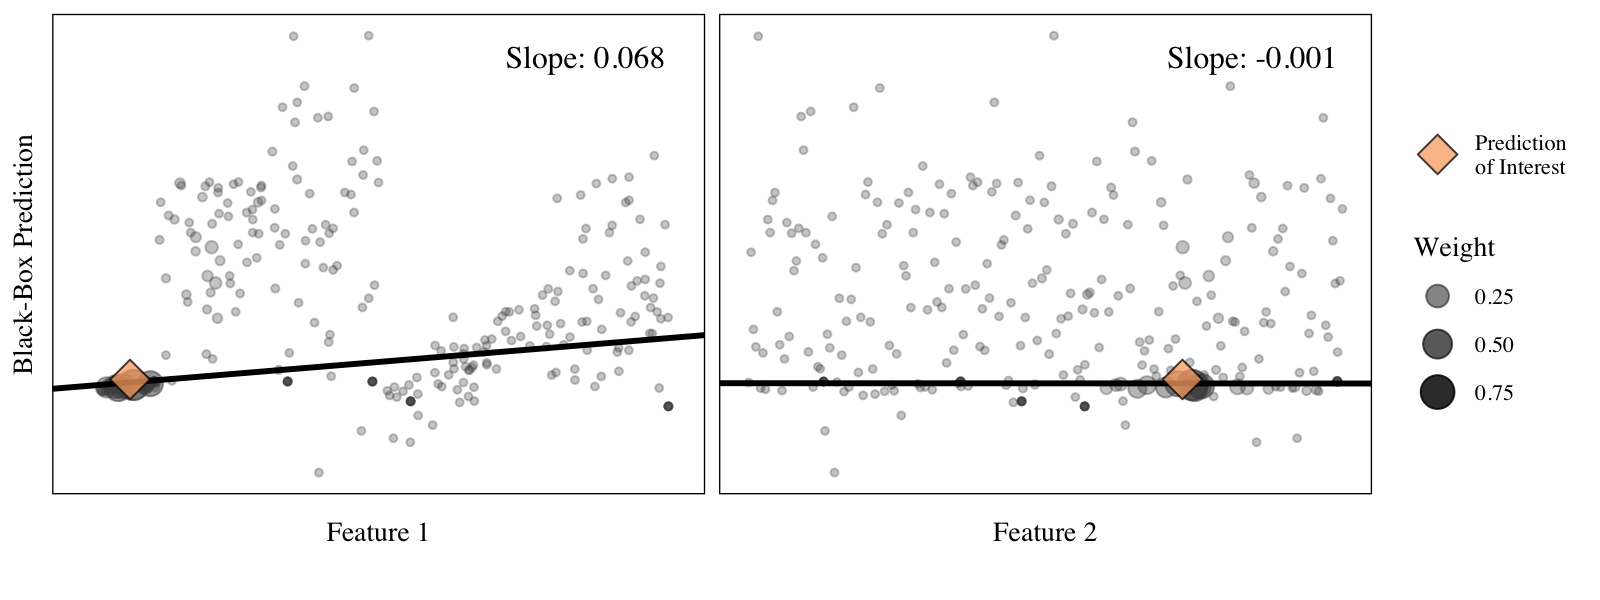 Black-Box Prediction
Slope: 0.068
Slope: -0.001
Feature 1
Feature 2
Prediction
of Interest
Weight
0.25
0.50
0.75